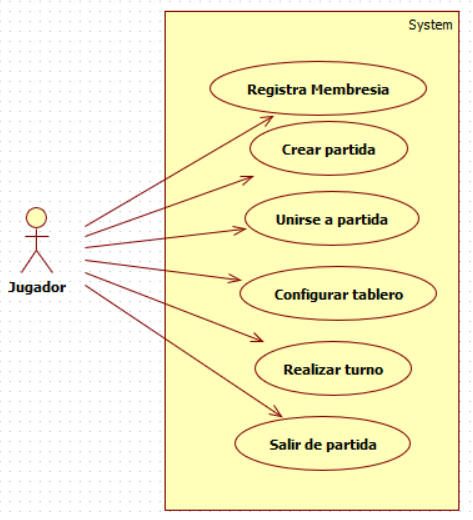 System
Registra Membresia
Crear partida
Unirse a partida
Jugador
Configurar tablero
Realizar turno
Salir de partida